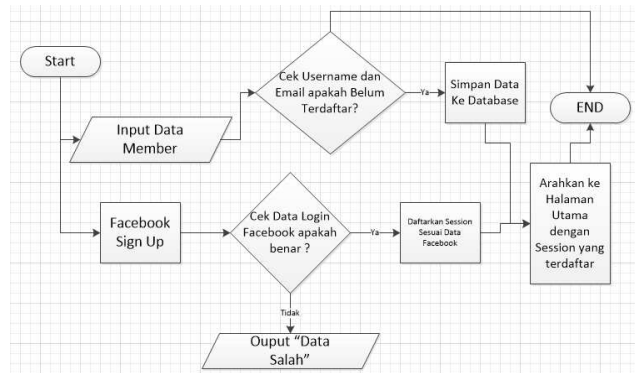 Start
Cek Username dan
Email apakah Belum
Terdaftar?
Ya
Simpan Data
Ke Database
END
Input Data
Member
Facebook
Sign Up
Cek Data Login
Facebook apakah
benar ?
Ya
Daftarkan Session
Sesuai Data
Facebook
Arahkan ke
Halaman
Utama
dengan
Session yang
terdaftar
Tidak
Ouput "Data
Salah"